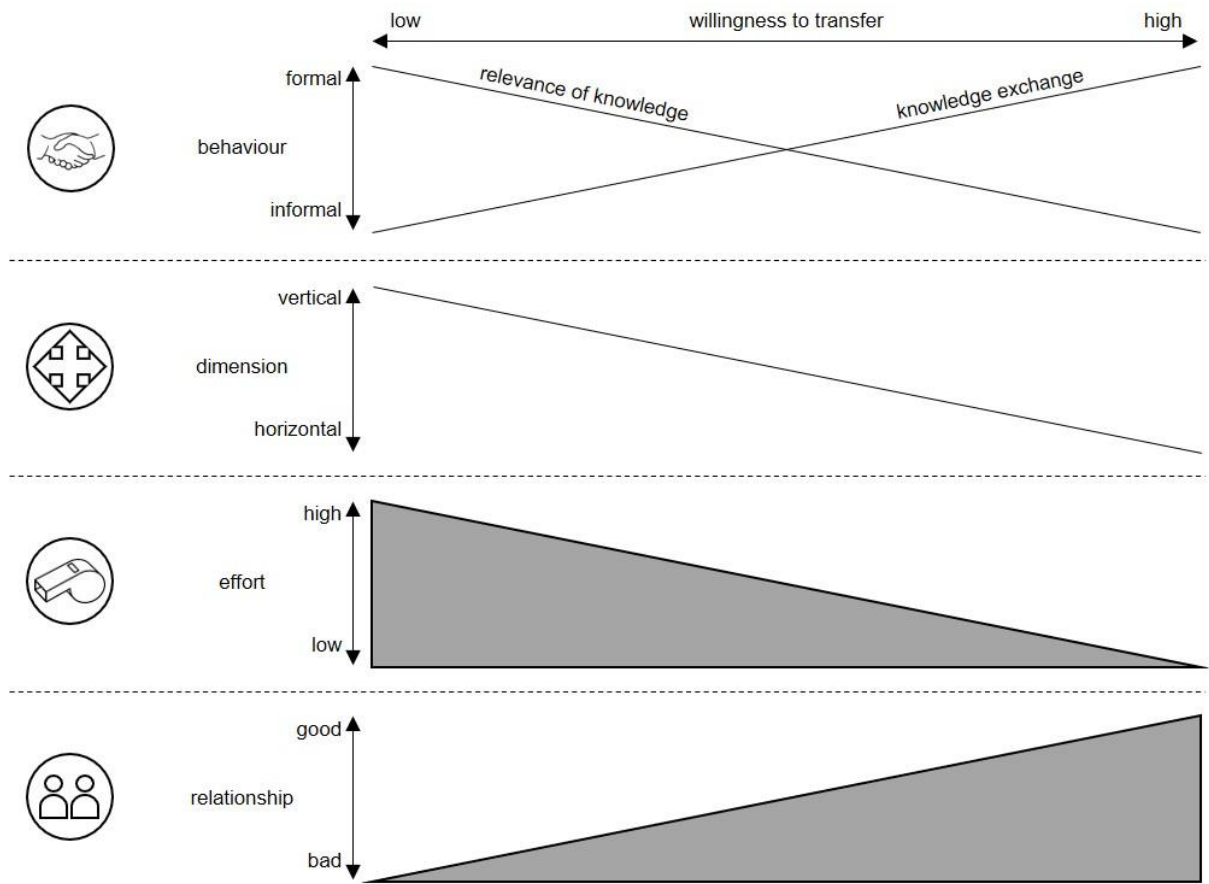 low willingness to transfer high
formal
relevance of knowledge
knowledge exchange
behaviour
informal
vertical
dimension
horizontal
high
effort
low
good
relationship
bad